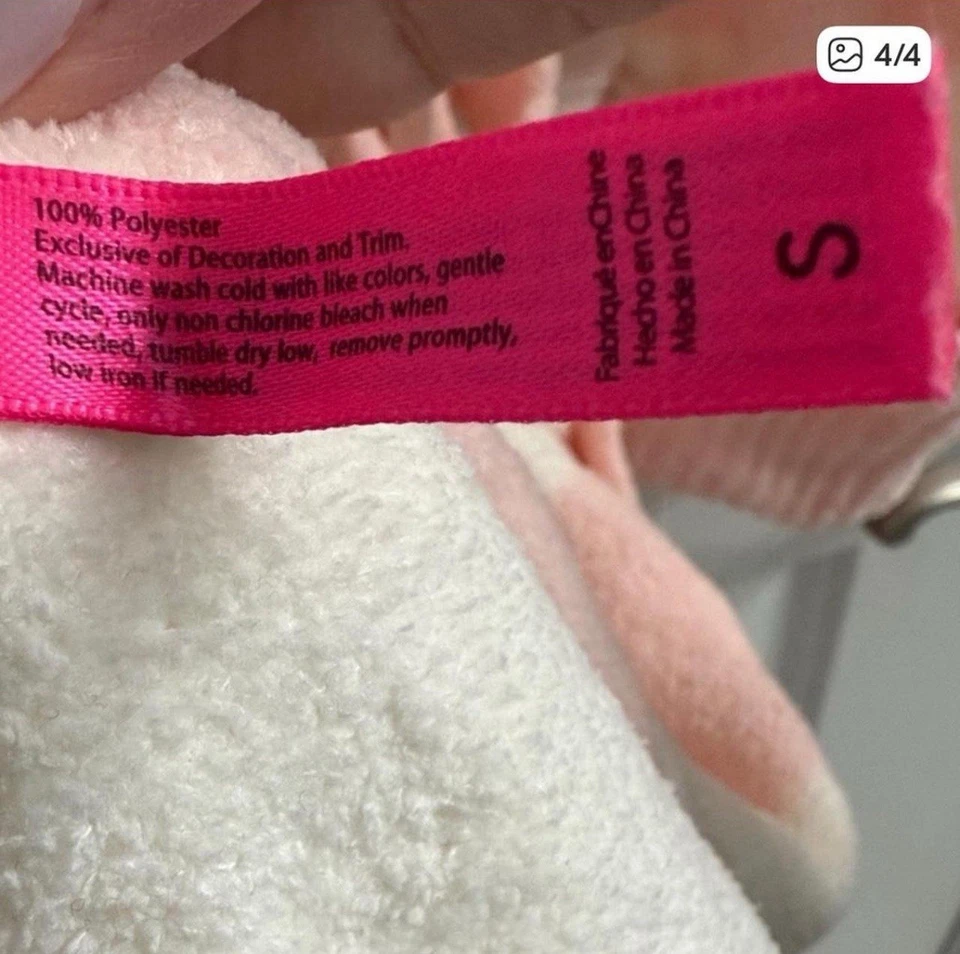 4/4
100% Polyester
Exclusive of Decoration and Trim.
Machine wash cold with like colors, gentle
cycle, only non chlorine bleach when
needed, tumble dry low, remove promptly,
low iron if needed.
Fabriqué enChine
Hecho en China
Made in China
S